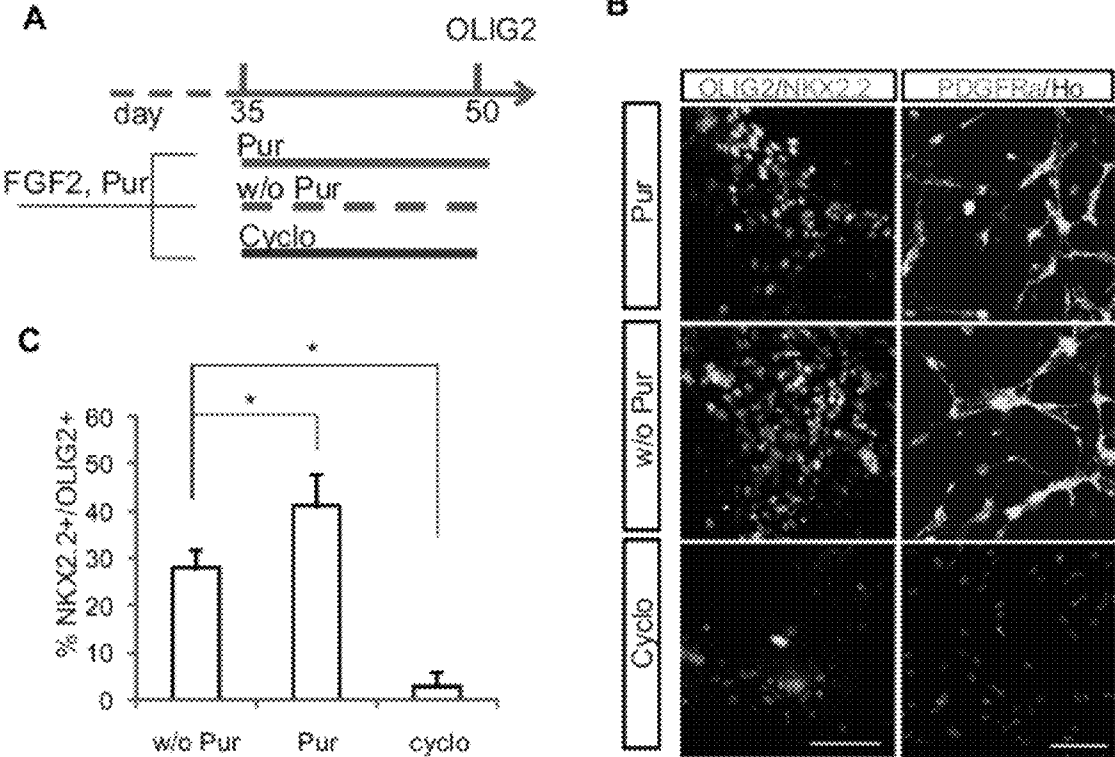 A
OLIG2
day 35 50
Pur
FGF2, Pur
w/o Pur
Cyclo
B
OLIG2/NKX2.2 PDGFRa/Ho
Pur
w/o Pur
Cyclo
C
*
*
% NKX2.2+/OLIG2+
60
50
40
30
20
10
0
w/o Pur Pur cyclo